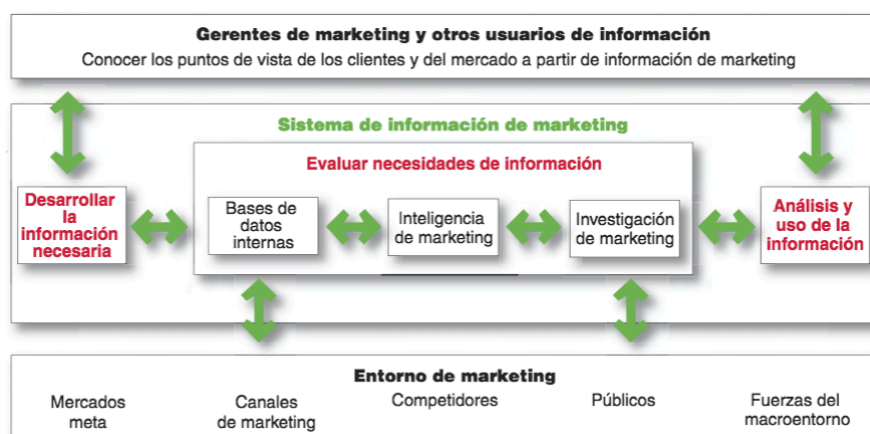 Gerentes de marketing y otros usuarios de información
Conocer los puntos de vista de los clientes y del mercado a partir de información de marketing
Sistema de información de marketing
Evaluar necesidades de información
Desarrollar
la
información
necesaria
Bases de
datos
internas
Inteligencia
de marketing
Investigación
de marketing
Análisis y
uso de la
información
Entorno de marketing
Mercados
meta
Canales
de marketing
Competidores
Públicos
Fuerzas del
macroentorno